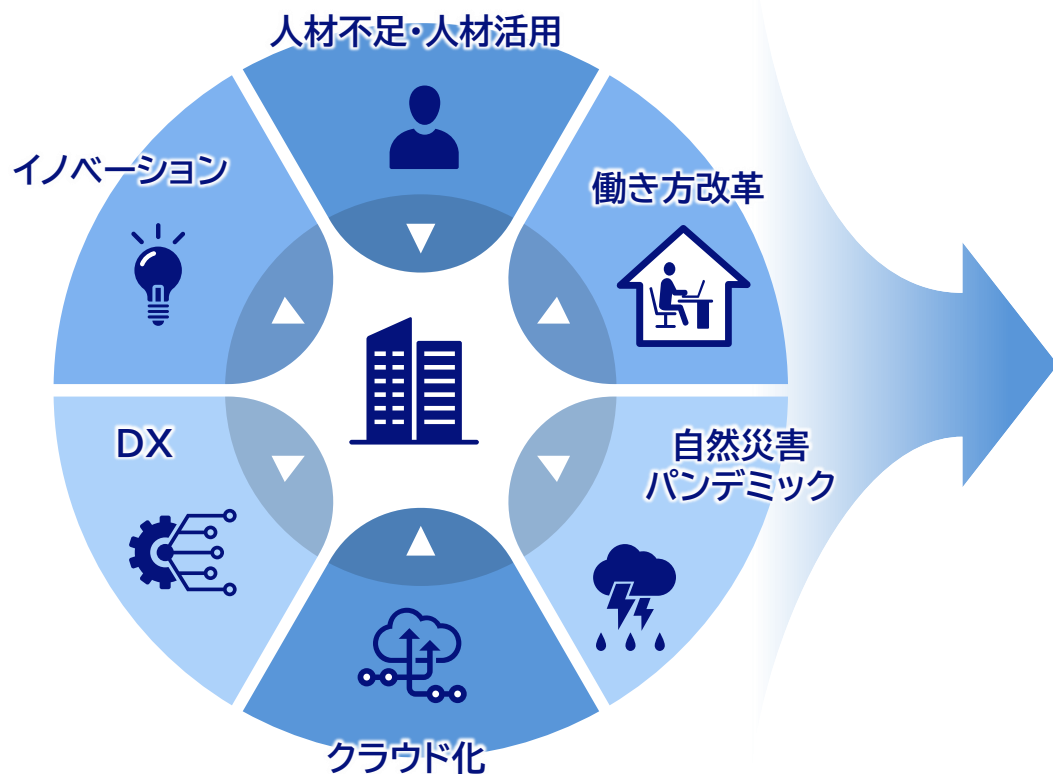 人材不足・人材活用
イノベーション
働き方改革
DX
自然災害
パンデミック
クラウド化